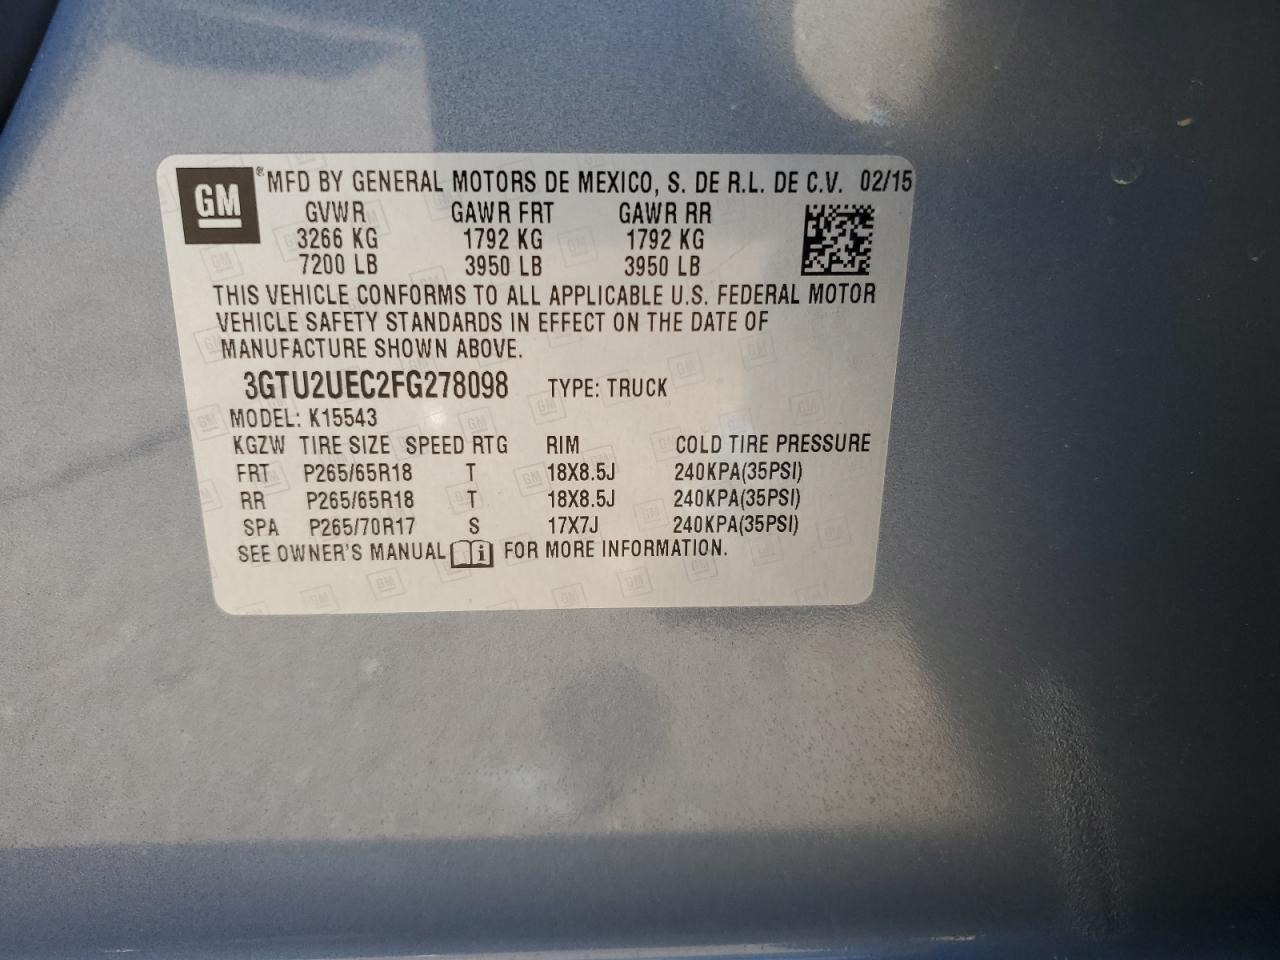 GM ® MFD BY GENERAL MOTORS DE MEXICO, S. DE R.L. DE C.V. 02/15
GVWR GAWR FRT GAWR RR
3266 KG 1792 KG 1792 KG
7200 LB 3950 LB 3950 LB
THIS VEHICLE CONFORMS TO ALL APPLICABLE U.S. FEDERAL MOTOR
VEHICLE SAFETY STANDARDS IN EFFECT ON THE DATE OF
MANUFACTURE SHOWN ABOVE.
3GTU2UEC2FG278098 TYPE: TRUCK
MODEL: K15543
KGZW TIRE SIZE SPEED RTG RIM COLD TIRE PRESSURE
FRT P265/65R18 T 18X8.5J 240KPA(35PSI)
RR P265/65R18 T 18X8.5J 240KPA(35PSI)
SPA P265/70R17 S 17X7J 240KPA(35PSI)
SEE OWNER'S MANUAL i FOR MORE INFORMATION.